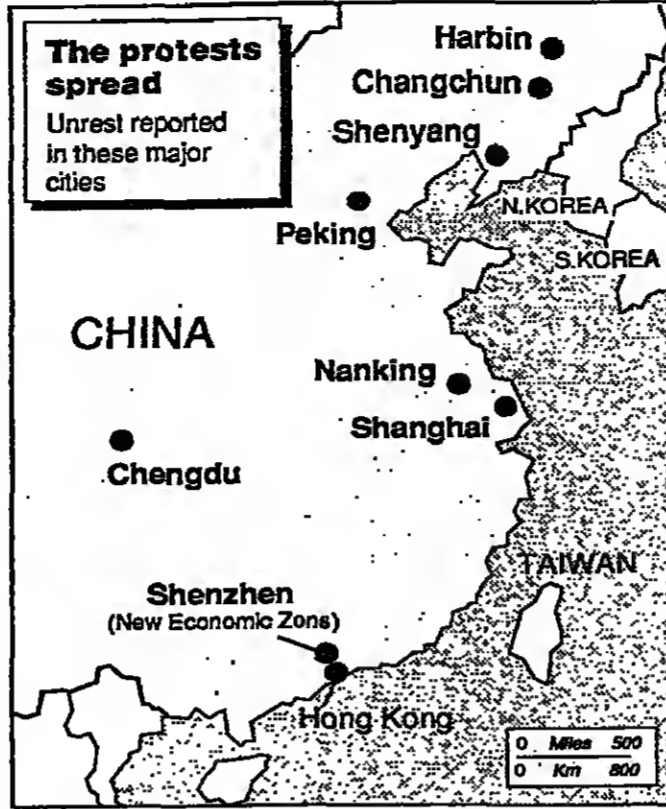 The protests
spread
Unrest reported
in these major
cities
Harbin
Changchun
Shenyang
Peking
N.KOREA
S.KOREA
CHINA
Nanking
Shanghai
Chengdu
TAIWAN
Shenzhen
(New Economic Zons)
Hong Kong
0 Miles 500
0 Km 800